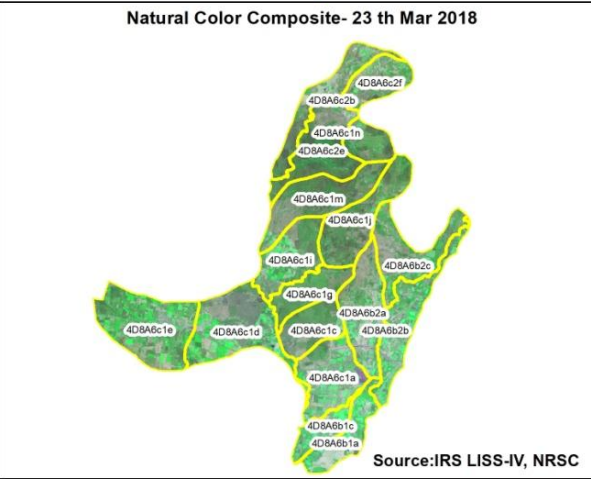 Natural Color Composite- 23 th Mar 2018
4D8A6c2f
4D8A6c2b
4D8A6c1n
4D8A6c2e
4D8A6c1m
4D8A6c1j
4D8A6c1i
4D8A6b2c
4D8A6c1g
4D8A6b2a
4D8A6c1e
4D8A6c1d
4D8A6c1c
4D8A6b2b
4D8A6c1a
4D8A6b1c
4D8A6b1a
Source:IRS LISS-IV, NRSC